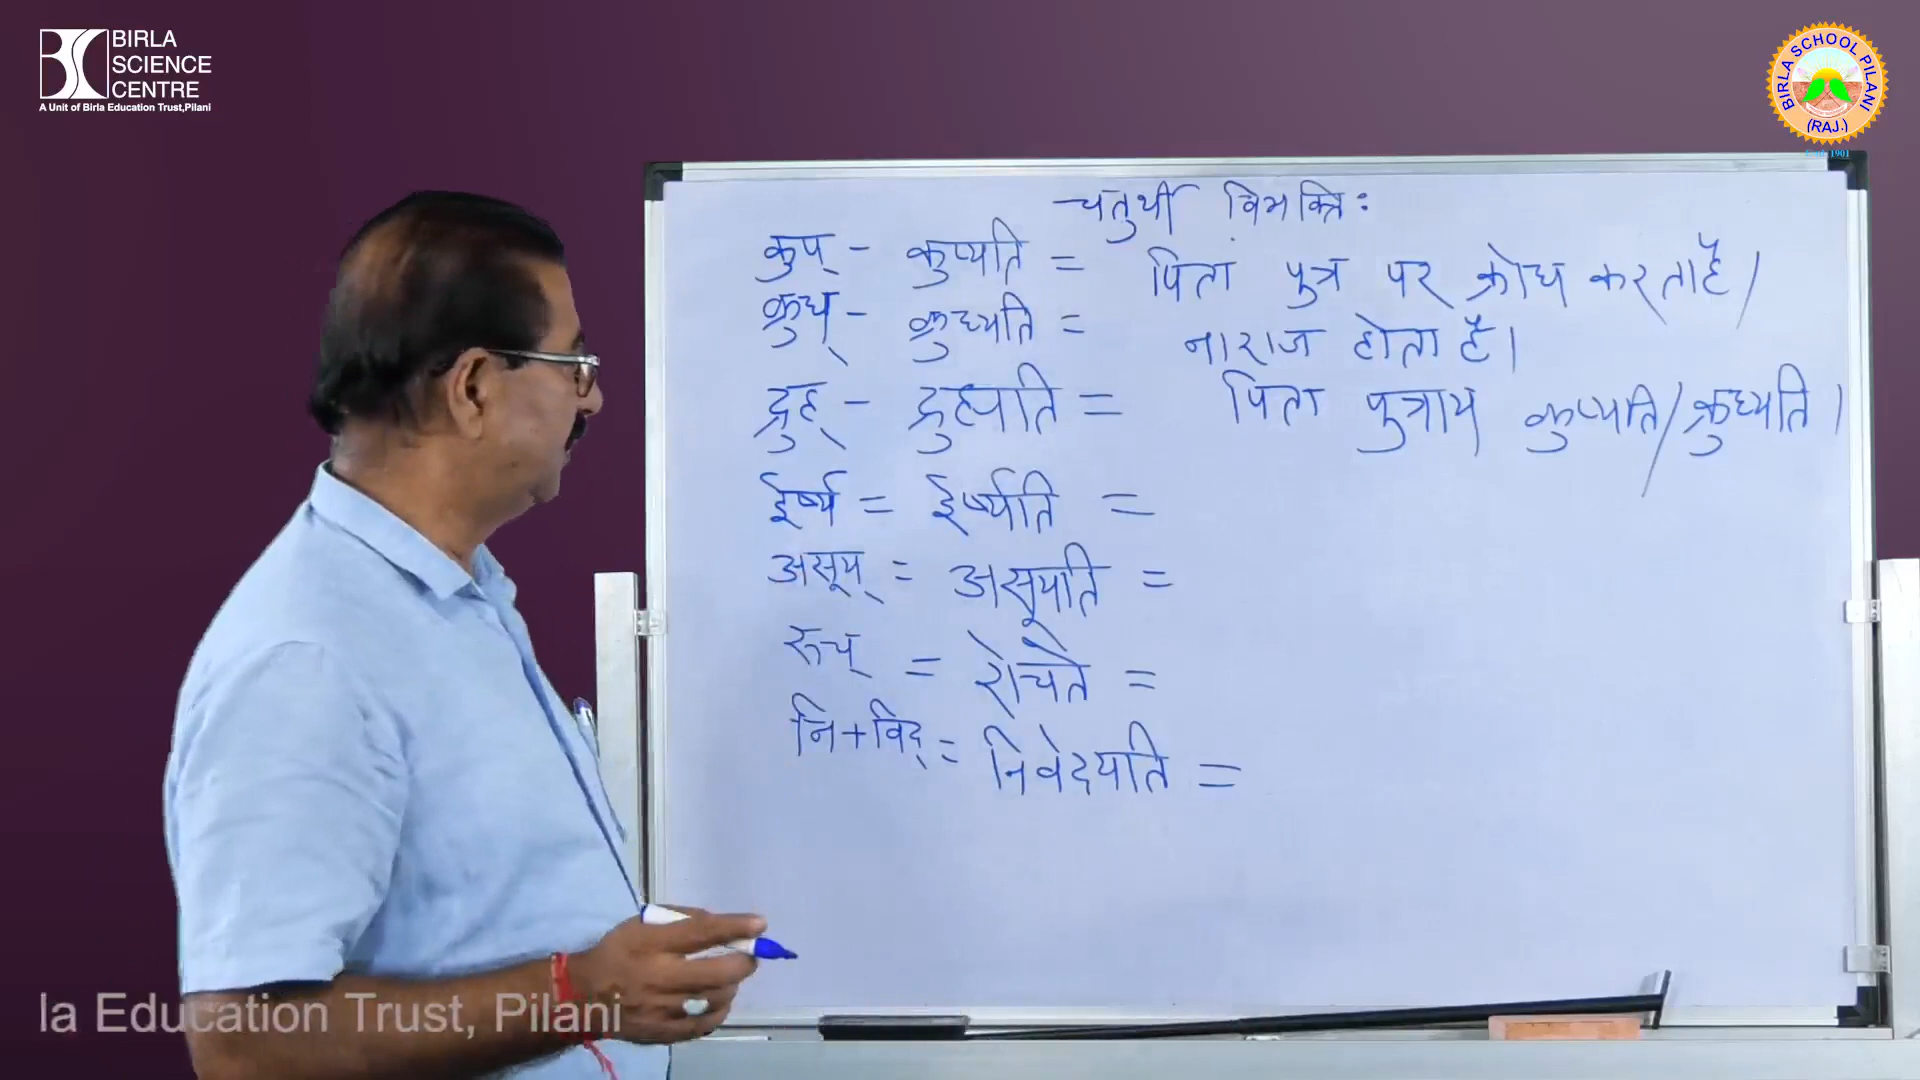 BIRLA
SCIENCE
CENTRE
A Unit of Birla Education Trust,Pilani
BIRLA SCHOOL PILANI
(RAJ.)
1901
चतुर्थी विभक्ति:
कुप् - कुप्यति = पिता पुत्र पर क्रोध करता है।
क्रुध् - क्रुध्यति = नाराज होता है।
द्रुह् - द्रुह्यति = पिता पुत्राय कुप्यति/क्रुध्यति।
ईर्ष्य = ईर्ष्यति =
असूय् = असूयति =
रुच् = रोचते =
नि+विद् = निवेदयति =
la Education Trust, Pilani